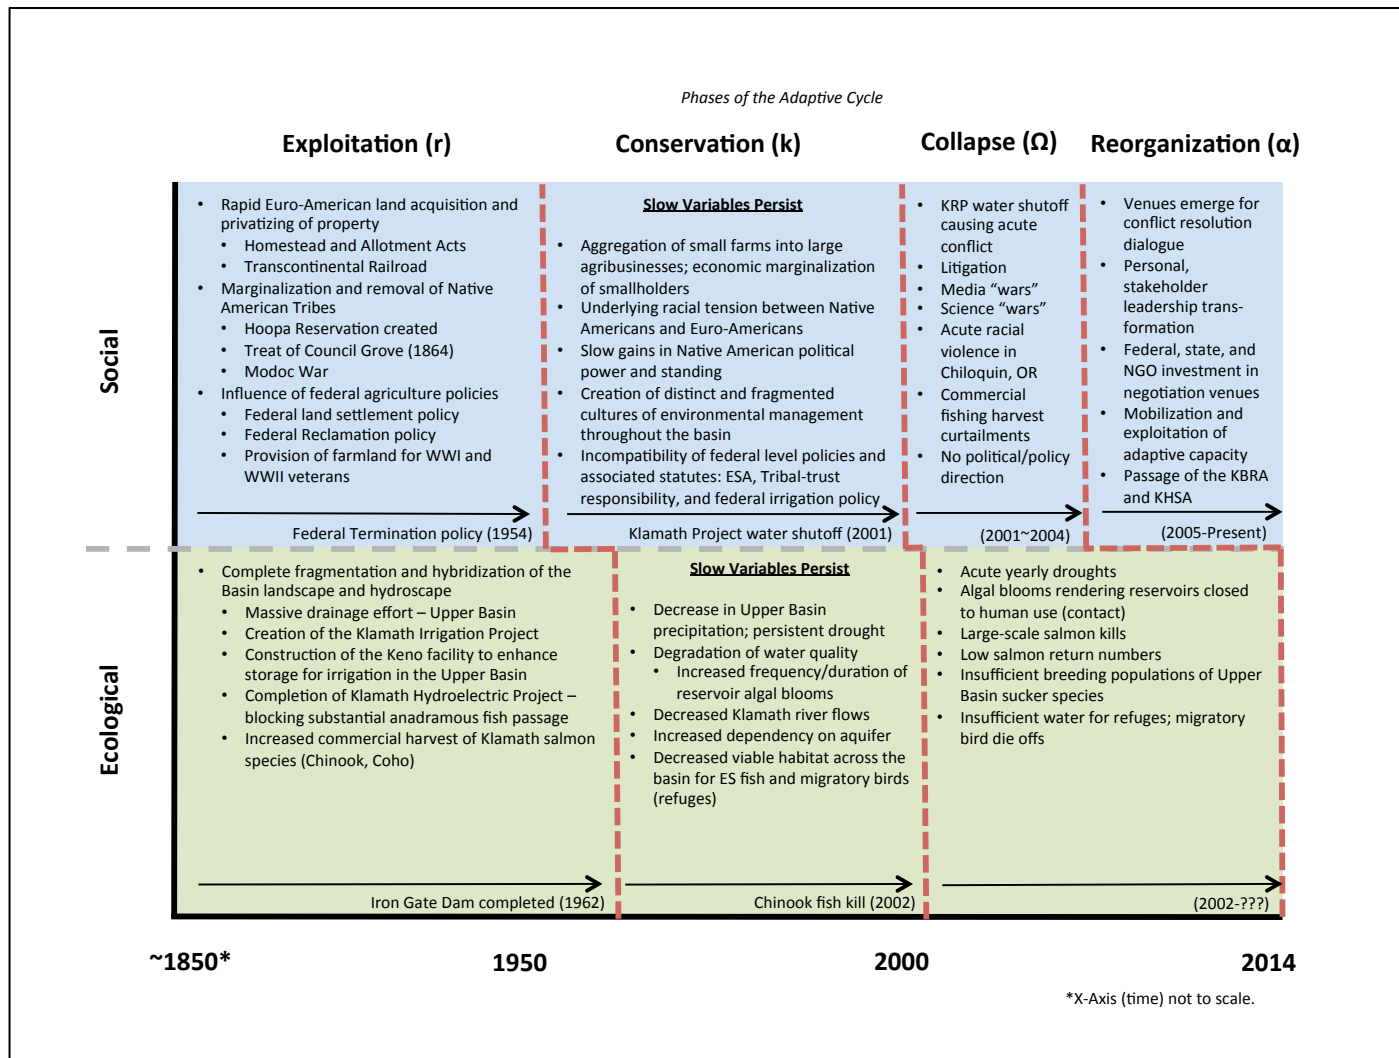 Phases of the Adaptive Cycle
Exploitation (r)
Conservation (k)
Collapse (Ω)
Reorganization (α)
Social
• Rapid Euro-American land acquisition and
privatizing of property
• Homestead and Allotment Acts
• Transcontinental Railroad
• Marginalization and removal of Native
American Tribes
• Hoopa Reservation created
• Treat of Council Grove (1864)
• Modoc War
• Influence of federal agriculture policies
• Federal land settlement policy
• Federal Reclamation policy
• Provision of farmland for WWI and
WWII veterans
Federal Termination policy (1954)
Slow Variables Persist
• Aggregation of small farms into large
agribusinesses; economic marginalization
of smallholders
• Underlying racial tension between Native
Americans and Euro-Americans
• Slow gains in Native American political
power and standing
• Creation of distinct and fragmented
cultures of environmental management
throughout the basin
• Incompatibility of federal level policies and
associated statutes: ESA, Tribal-trust
responsibility, and federal irrigation policy
Klamath Project water shutoff (2001)
• KRP water shutoff
causing acute
conflict
• Litigation
• Media “wars”
• Science “wars”
• Acute racial
violence in
Chiloquin, OR
• Commercial
fishing harvest
curtailments
• No political/policy
direction
(2001~2004)
• Venues emerge for
conflict resolution
dialogue
• Personal,
stakeholder
leadership trans-
formation
• Federal, state, and
NGO investment in
negotiation venues
• Mobilization and
exploitation of
adaptive capacity
• Passage of the KBRA
and KHSA
(2005-Present)
Ecological
• Complete fragmentation and hybridization of the
Basin landscape and hydroscape
• Massive drainage effort – Upper Basin
• Creation of the Klamath Irrigation Project
• Construction of the Keno facility to enhance
storage for irrigation in the Upper Basin
• Completion of Klamath Hydroelectric Project –
blocking substantial anadramous fish passage
• Increased commercial harvest of Klamath salmon
species (Chinook, Coho)
Iron Gate Dam completed (1962)
Slow Variables Persist
• Decrease in Upper Basin
precipitation; persistent drought
• Degradation of water quality
• Increased frequency/duration of
reservoir algal blooms
• Decreased Klamath river flows
• Increased dependency on aquifer
• Decreased viable habitat across the
basin for ES fish and migratory birds
(refuges)
Chinook fish kill (2002)
• Acute yearly droughts
• Algal blooms rendering reservoirs closed
to human use (contact)
• Large-scale salmon kills
• Low salmon return numbers
• Insufficient breeding populations of Upper
Basin sucker species
• Insufficient water for refuges; migratory
bird die offs
(2002-???)
~1850*
1950
2000
2014
*X-Axis (time) not to scale.